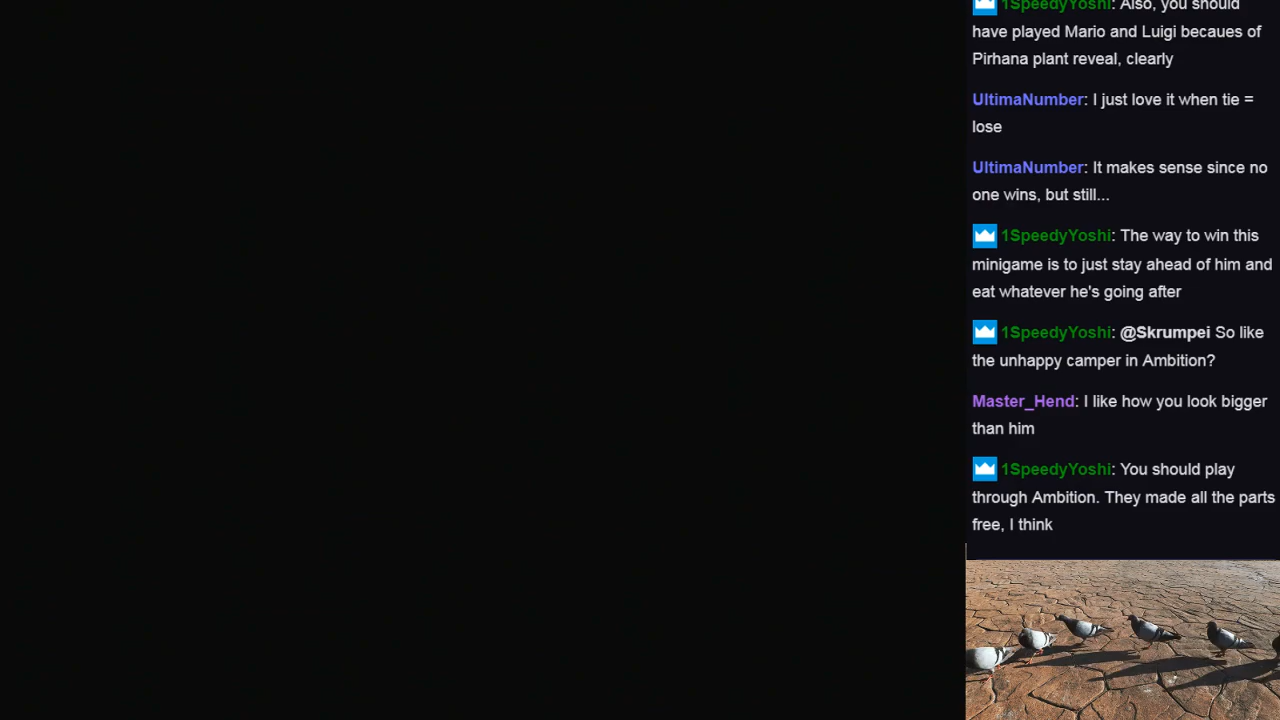 1SpeedyYoshi: Also, you should
have played Mario and Luigi becaues of
Pirhana plant reveal, clearly
UltimaNumber: I just love it when tie =
lose
UltimaNumber: It makes sense since no
one wins, but still...
1SpeedyYoshi: The way to win this
minigame is to just stay ahead of him and
eat whatever he's going after
1SpeedyYoshi: @Skrumpei So like
the unhappy camper in Ambition?
Master_Hend: I like how you look bigger
than him
1SpeedyYoshi: You should play
through Ambition. They made all the parts
free, I think